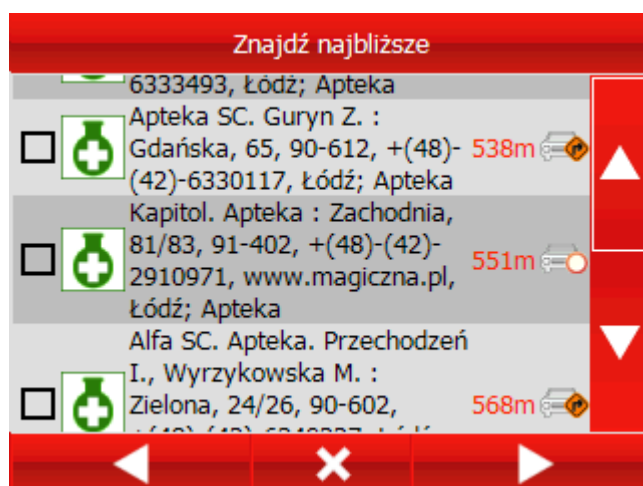 Znajdź najbliższe
6333493, Łódź; Apteka
Apteka SC. Guryn Z. :
Gdańska, 65, 90-612, +(48)-
(42)-6330117, Łódź; Apteka
538m
Kapitol. Apteka : Zachodnia,
81/83, 91-402, +(48)-(42)-
2910971, www.magiczna.pl,
Łódź; Apteka
551m
Alfa SC. Apteka. Przechodzeń
I., Wyrzykowska M. :
Zielona, 24/26, 90-602,
568m